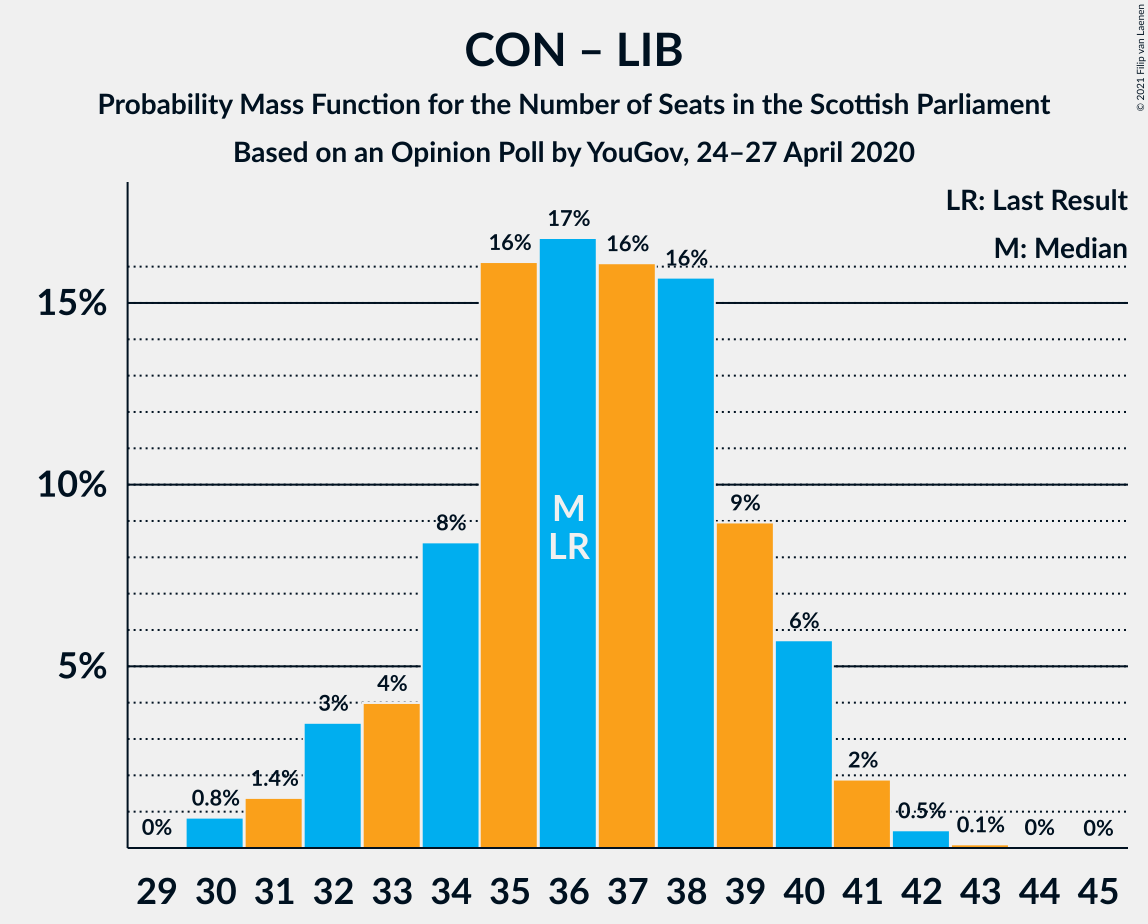 CON – LIB
Probability Mass Function for the Number of Seats in the Scottish Parliament
Based on an Opinion Poll by YouGov, 24–27 April 2020
© 2021 Filip van Laenen
LR: Last Result
M: Median
15%
10%
5%
0%
0.8%
1.4%
3%
4%
8%
16%
17%
16%
16%
9%
6%
2%
0.5%
0.1%
0%
0%
M
LR
29 30 31 32 33 34 35 36 37 38 39 40 41 42 43 44 45